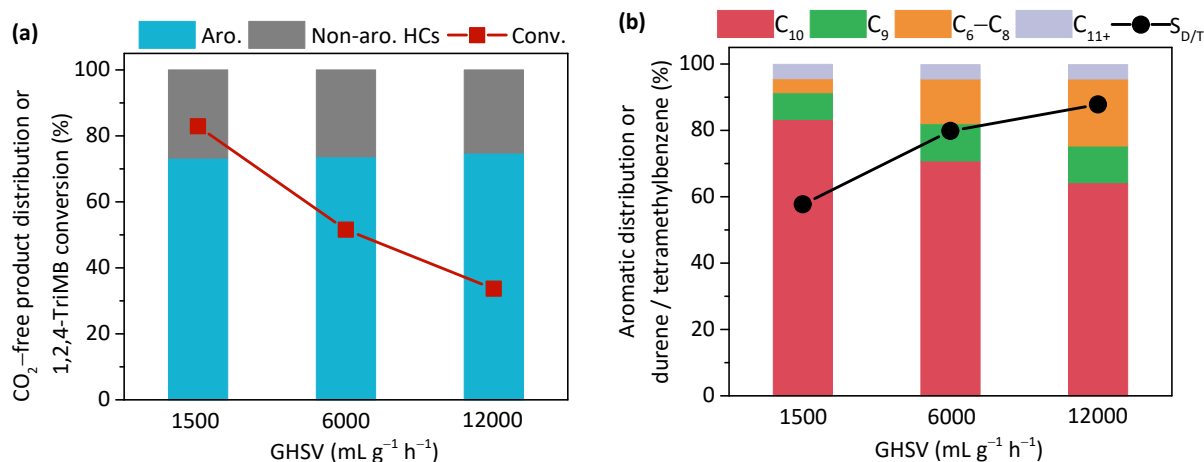 (a)
Aro. Non-aro. HCs Conv.
CO₂–free product distribution or
1,2,4-TriMB conversion (%)
100
80
60
40
20
0
1500 6000 12000
GHSV (mL g⁻¹ h⁻¹)
(b)
C₁₀ C₉ C₆–C₈ C₁₁₊ S_D/T
Aromatic distribution or
durene / tetramethylbenzene (%)
100
80
60
40
20
0
1500 6000 12000
GHSV (mL g⁻¹ h⁻¹)